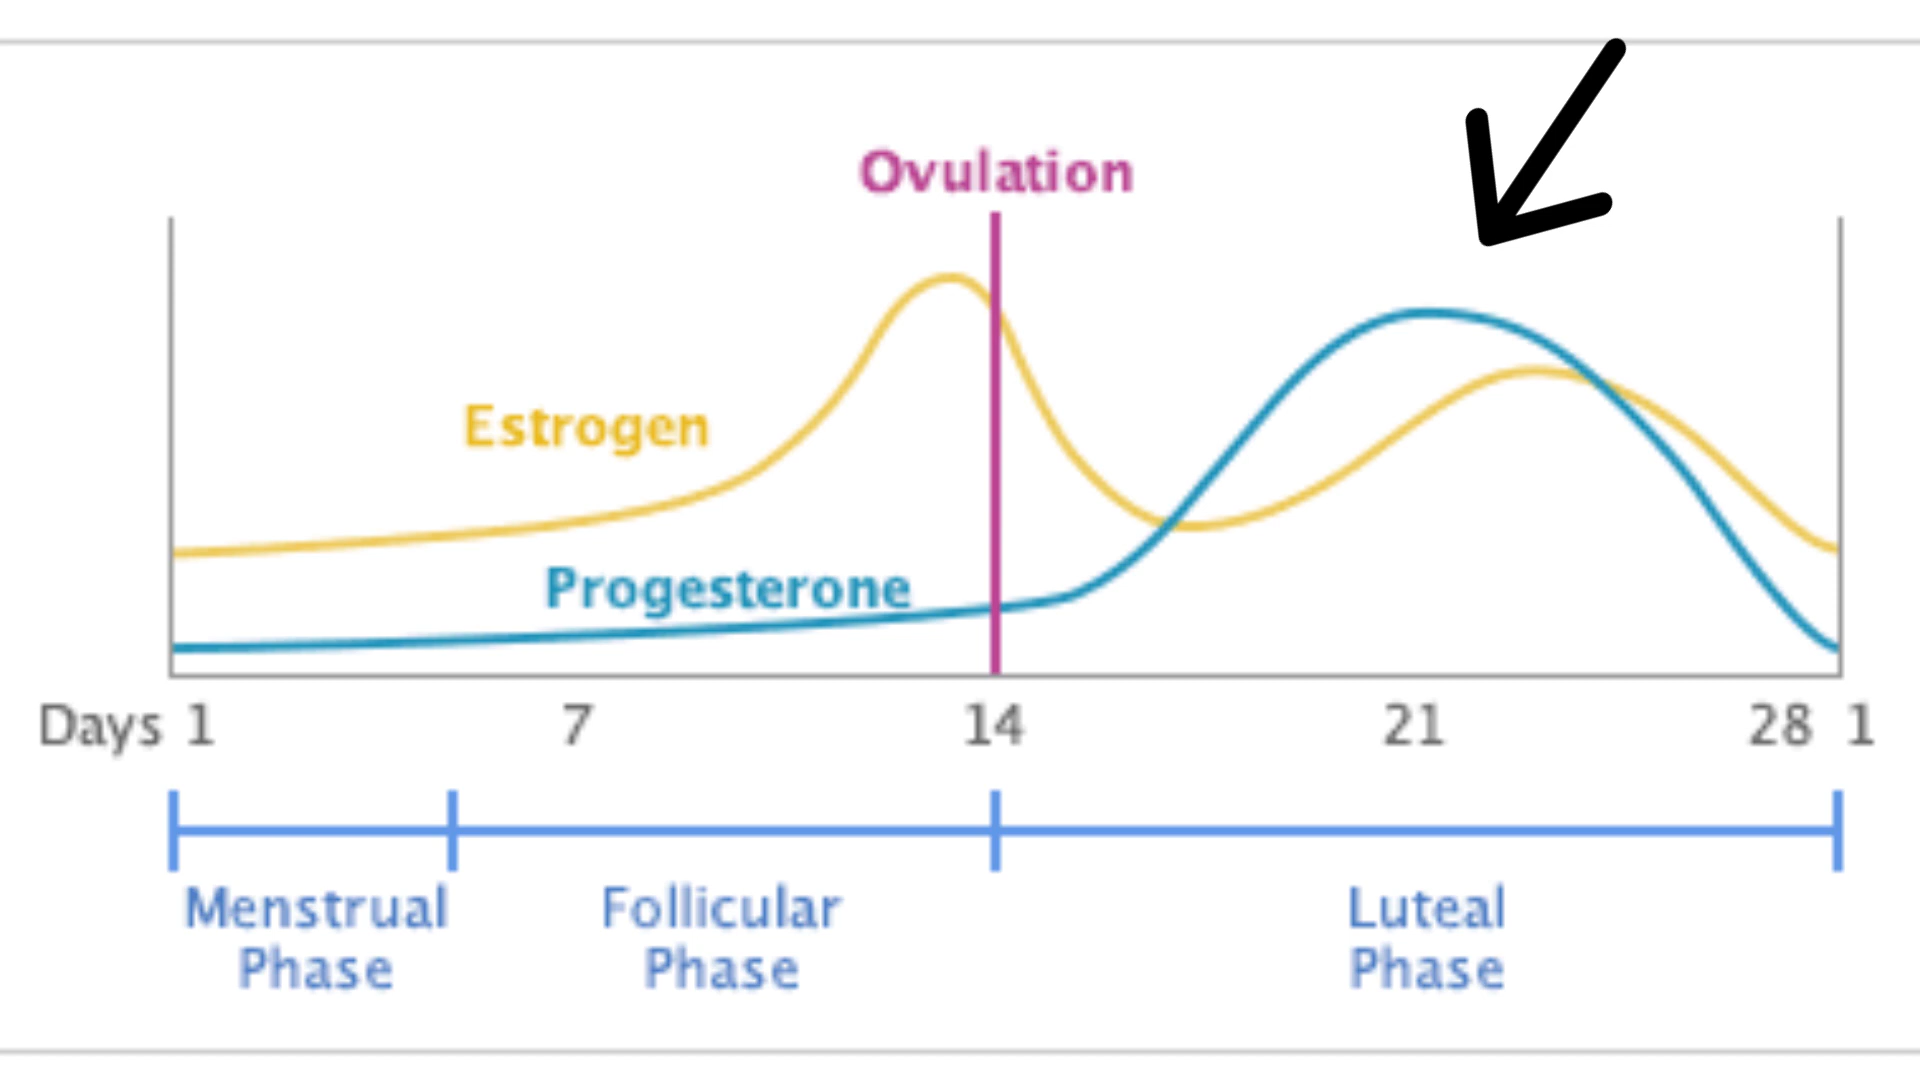 Ovulation
Estrogen
Progesterone
Days 1 7 14 21 28 1
Menstrual Phase
Follicular Phase
Luteal Phase